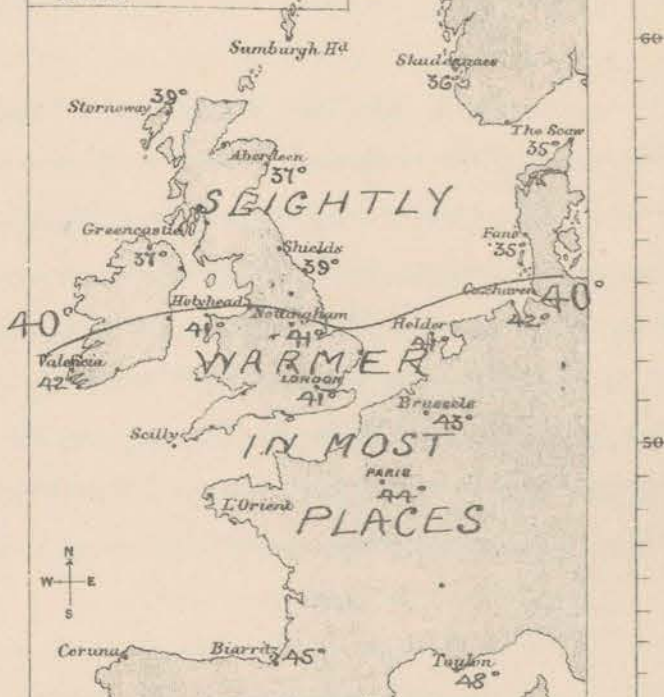 60
Sumburgh Hd
Skudesnaes
36°
Stornoway 39°
The Scaw
35°
Aberdeen
37°
SLIGHTLY
Greencastle
37°
Shields
39°
Fano
35°
Holyhead
41°
Nottingham
41°
Cuxhaven
42°
40°
40°
Helder
Valencia
42°
WARMER
LONDON
41°
Brussels
43°
Scilly
IN MOST
50
PARIS
44°
L'Orient
PLACES
N
W E
S
Coruna
Biarritz 45°
Toulon
48°